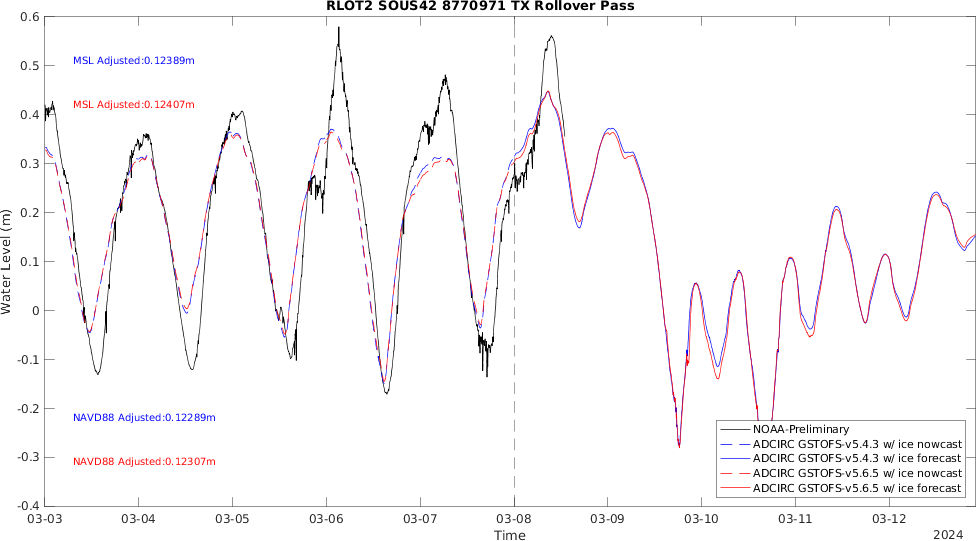 RLOT2 SOUS42 8770971 TX Rollover Pass
0.6
0.5
0.4
0.3
0.2
0.1
0
-0.1
-0.2
-0.3
-0.4
Water Level (m)
MSL Adjusted:0.12389m
MSL Adjusted:0.12407m
NAVD88 Adjusted:0.12289m
NAVD88 Adjusted:0.12307m
NOAA-Preliminary
ADCIRC GSTOFS-v5.4.3 w/ ice nowcast
ADCIRC GSTOFS-v5.4.3 w/ ice forecast
ADCIRC GSTOFS-v5.6.5 w/ ice nowcast
ADCIRC GSTOFS-v5.6.5 w/ ice forecast
03-03 03-04 03-05 03-06 03-07 03-08 03-09 03-10 03-11 03-12
Time
2024